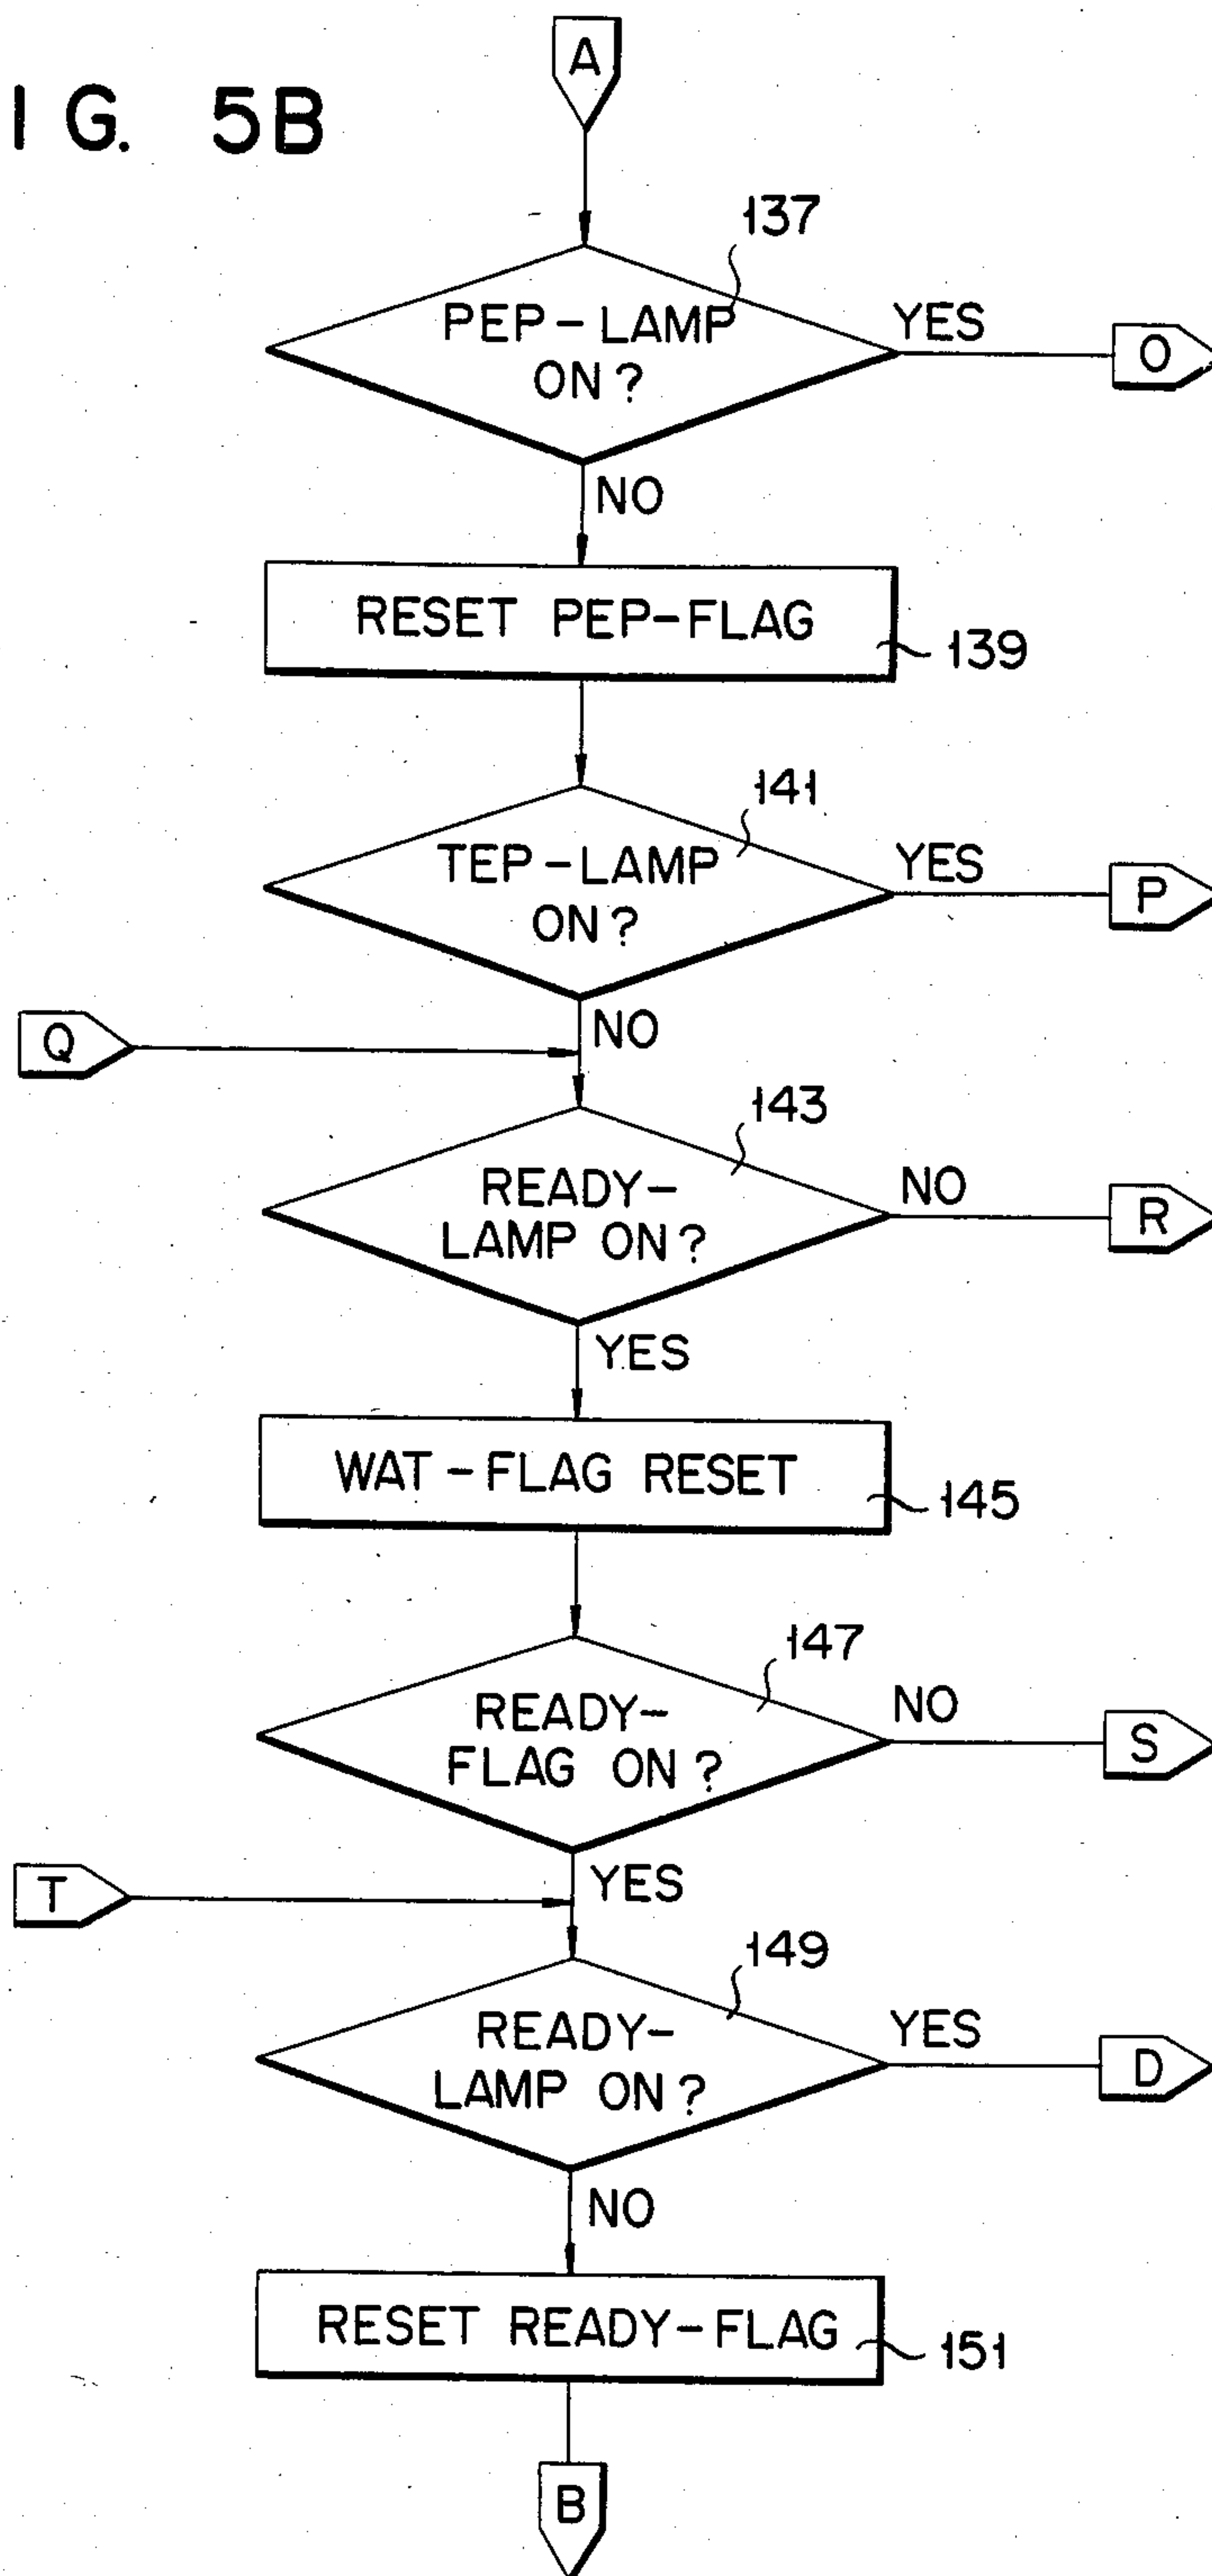 IG. 5B
A
137
PEP-LAMP
ON?
YES
O
NO
RESET PEP-FLAG
139
141
TEP-LAMP
ON?
YES
P
Q
NO
143
READY-
LAMP ON?
NO
R
YES
WAT-FLAG RESET
145
147
READY-
FLAG ON?
NO
S
T
YES
149
READY-
LAMP ON?
YES
D
NO
RESET READY-FLAG
151
B